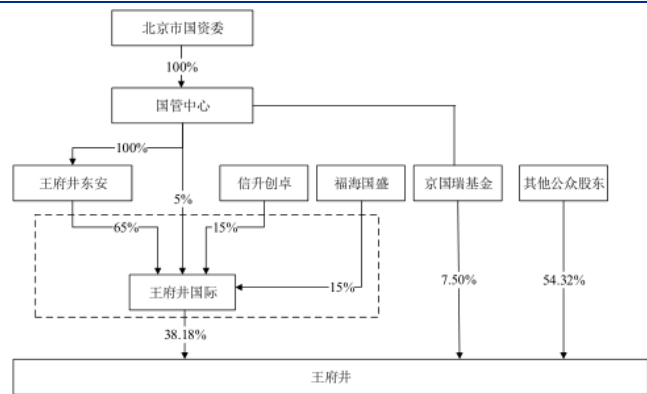 北京市国资委
100%
国管中心
100%
王府井东安
信升创卓
福海国盛
京国瑞基金
其他公众股东
5%
65%
15%
王府井国际
15%
7.50%
54.32%
38.18%
王府井